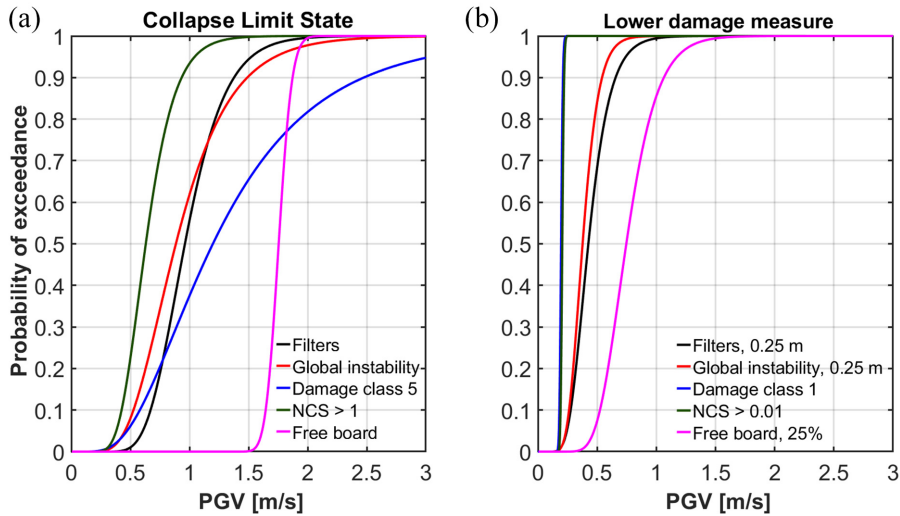 (a)
Collapse Limit State
Probability of exceedance
1
0.9
0.8
0.7
0.6
0.5
0.4
0.3
0.2
0.1
0
Filters
Global instability
Damage class 5
NCS > 1
Free board
0 0.5 1 1.5 2 2.5 3
PGV [m/s]
(b)
Lower damage measure
1
0.9
0.8
0.7
0.6
0.5
0.4
0.3
0.2
0.1
0
Filters, 0.25 m
Global instability, 0.25 m
Damage class 1
NCS > 0.01
Free board, 25%
0 0.5 1 1.5 2 2.5 3
PGV [m/s]